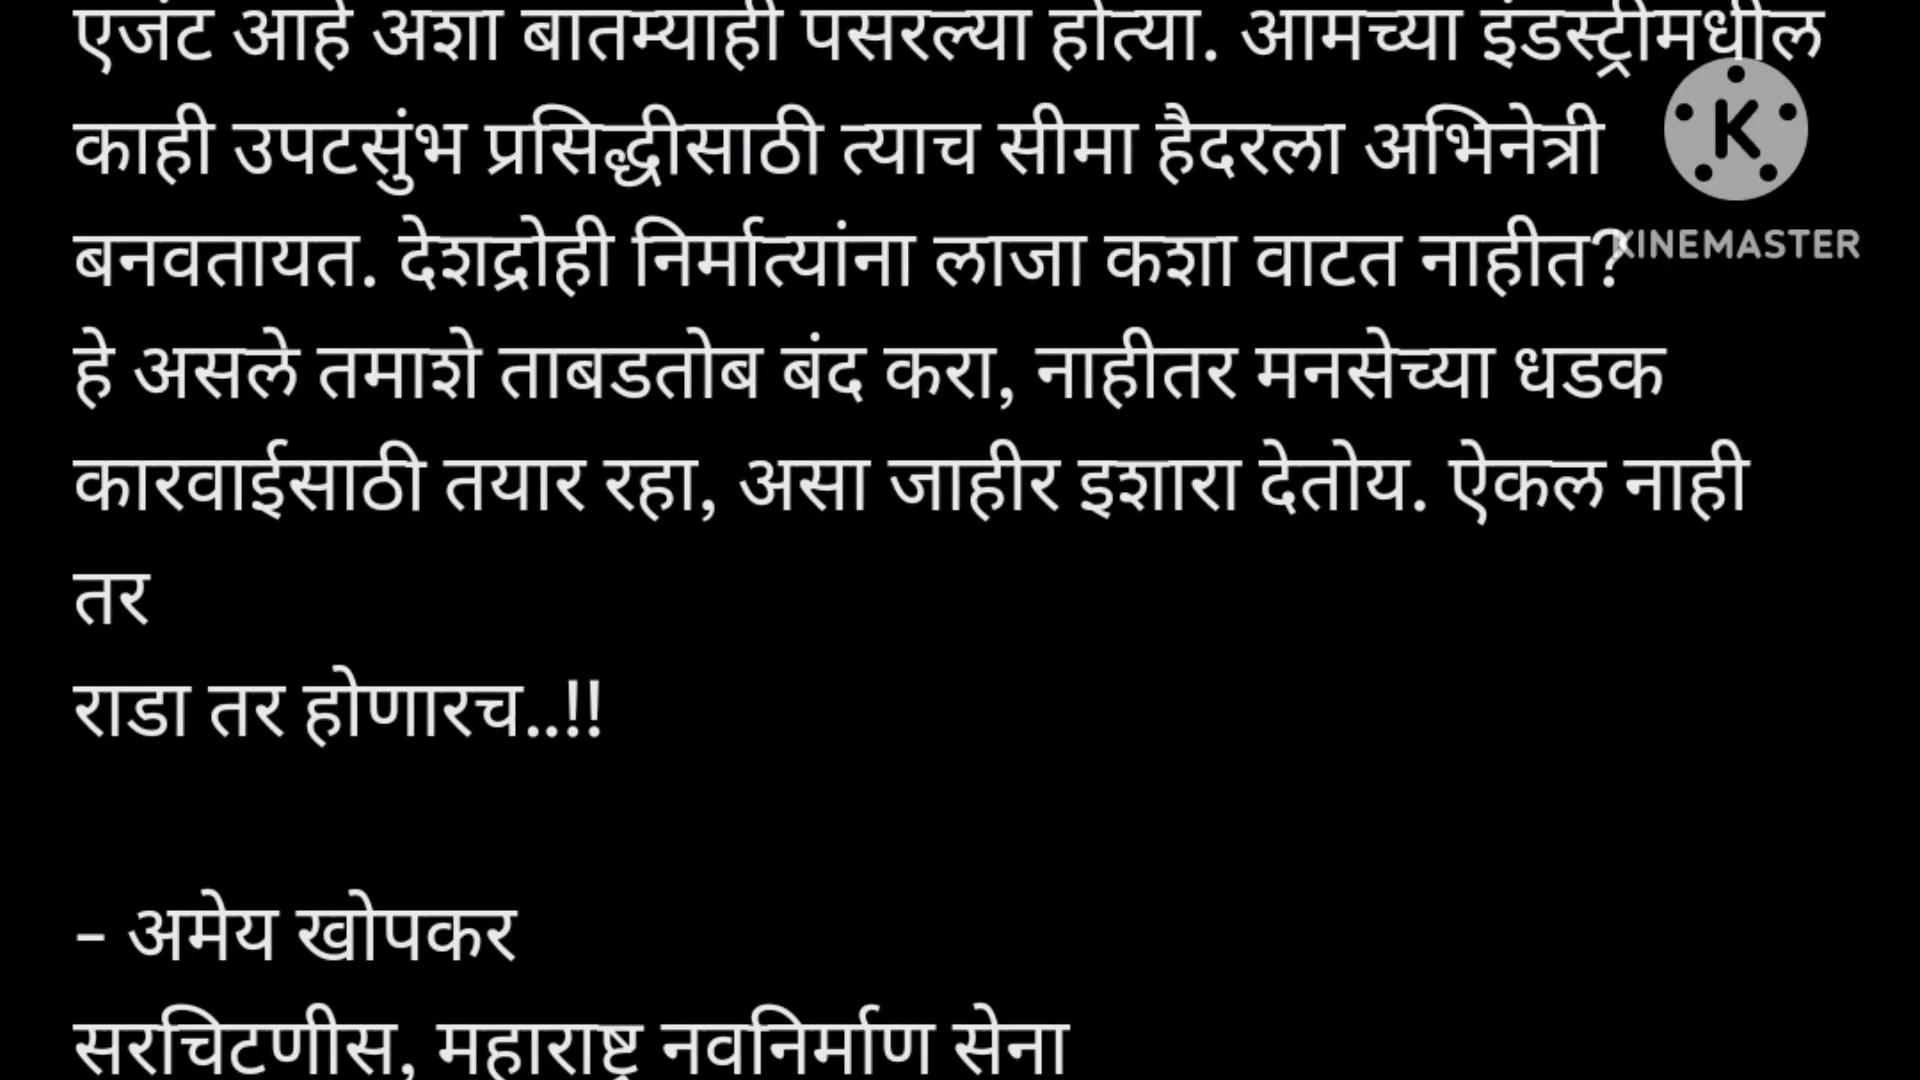 एजंट आहे अशा बातम्याही पसरल्या होत्या. आमच्या इंडस्ट्रीमधील
काही उपटसुंभ प्रसिद्धीसाठी त्याच सीमा हैदरला अभिनेत्री
बनवतायत. देशद्रोही निर्मात्यांना लाजा कशा वाटत नाहीत?
KINEMASTER
हे असले तमाशे ताबडतोब बंद करा, नाहीतर मनसेच्या धडक
कारवाईसाठी तयार रहा, असा जाहीर इशारा देतोय. ऐकल नाही
तर
राडा तर होणारच..!!
- अमेय खोपकर
सरचिटणीस, महाराष्ट्र नवनिर्माण सेना